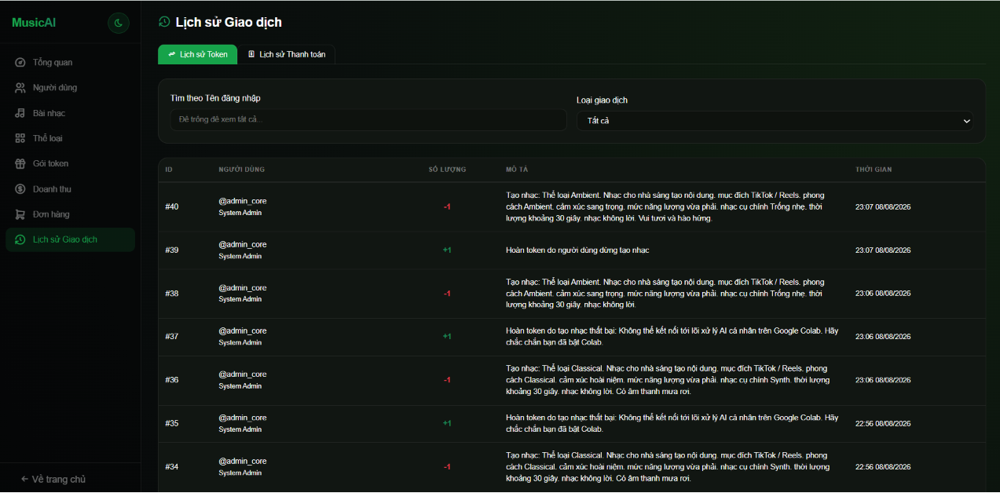 MusicAI
Tổng quan
Người dùng
Bài nhạc
Thể loại
Gói token
Doanh thu
Đơn hàng
Lịch sử Giao dịch
← Về trang chủ
Lịch sử Giao dịch
Lịch sử Token
Lịch sử Thanh toán
Tìm theo Tên đăng nhập
Để trống để xem tất cả...
Loại giao dịch
Tất cả
ID NGƯỜI DÙNG SỐ LƯỢNG MÔ TẢ THỜI GIAN
#40
@admin_core
System Admin
-1
Tạo nhạc: Thể loại Ambient. Nhạc cho nhà sáng tạo nội dung. mục đích TikTok / Reels. phong
cách Ambient. cảm xúc sang trọng. mức năng lượng vừa phải. nhạc cụ chính Trống nhẹ. thời
lượng khoảng 30 giây. nhạc không lời. Vui tươi và hào hứng.
23:07 08/08/2026
#39
@admin_core
System Admin
+1
Hoàn token do người dùng dừng tạo nhạc
23:07 08/08/2026
#38
@admin_core
System Admin
-1
Tạo nhạc: Thể loại Ambient. Nhạc cho nhà sáng tạo nội dung. mục đích TikTok / Reels. phong
cách Ambient. cảm xúc sang trọng. mức năng lượng vừa phải. nhạc cụ chính Trống nhẹ. thời
lượng khoảng 30 giây. nhạc không lời.
23:06 08/08/2026
#37
@admin_core
System Admin
+1
Hoàn token do tạo nhạc thất bại: Không thể kết nối tới lõi xử lý AI cá nhân trên Google Colab. Hãy
chắc chắn bạn đã bật Colab.
23:06 08/08/2026
#36
@admin_core
System Admin
-1
Tạo nhạc: Thể loại Classical. Nhạc cho nhà sáng tạo nội dung. mục đích TikTok / Reels. phong
cách Classical. cảm xúc hoài niệm. mức năng lượng vừa phải. nhạc cụ chính Synth. thời lượng
khoảng 30 giây. nhạc không lời. Có âm thanh mưa rơi.
23:06 08/08/2026
#35
@admin_core
System Admin
+1
Hoàn token do tạo nhạc thất bại: Không thể kết nối tới lõi xử lý AI cá nhân trên Google Colab. Hãy
chắc chắn bạn đã bật Colab.
22:56 08/08/2026
#34
@admin_core
System Admin
-1
Tạo nhạc: Thể loại Classical. Nhạc cho nhà sáng tạo nội dung. mục đích TikTok / Reels. phong
cách Classical. cảm xúc hoài niệm. mức năng lượng vừa phải. nhạc cụ chính Synth. thời lượng
khoảng 30 giây. nhạc không lời. Có âm thanh mưa rơi.
22:56 08/08/2026